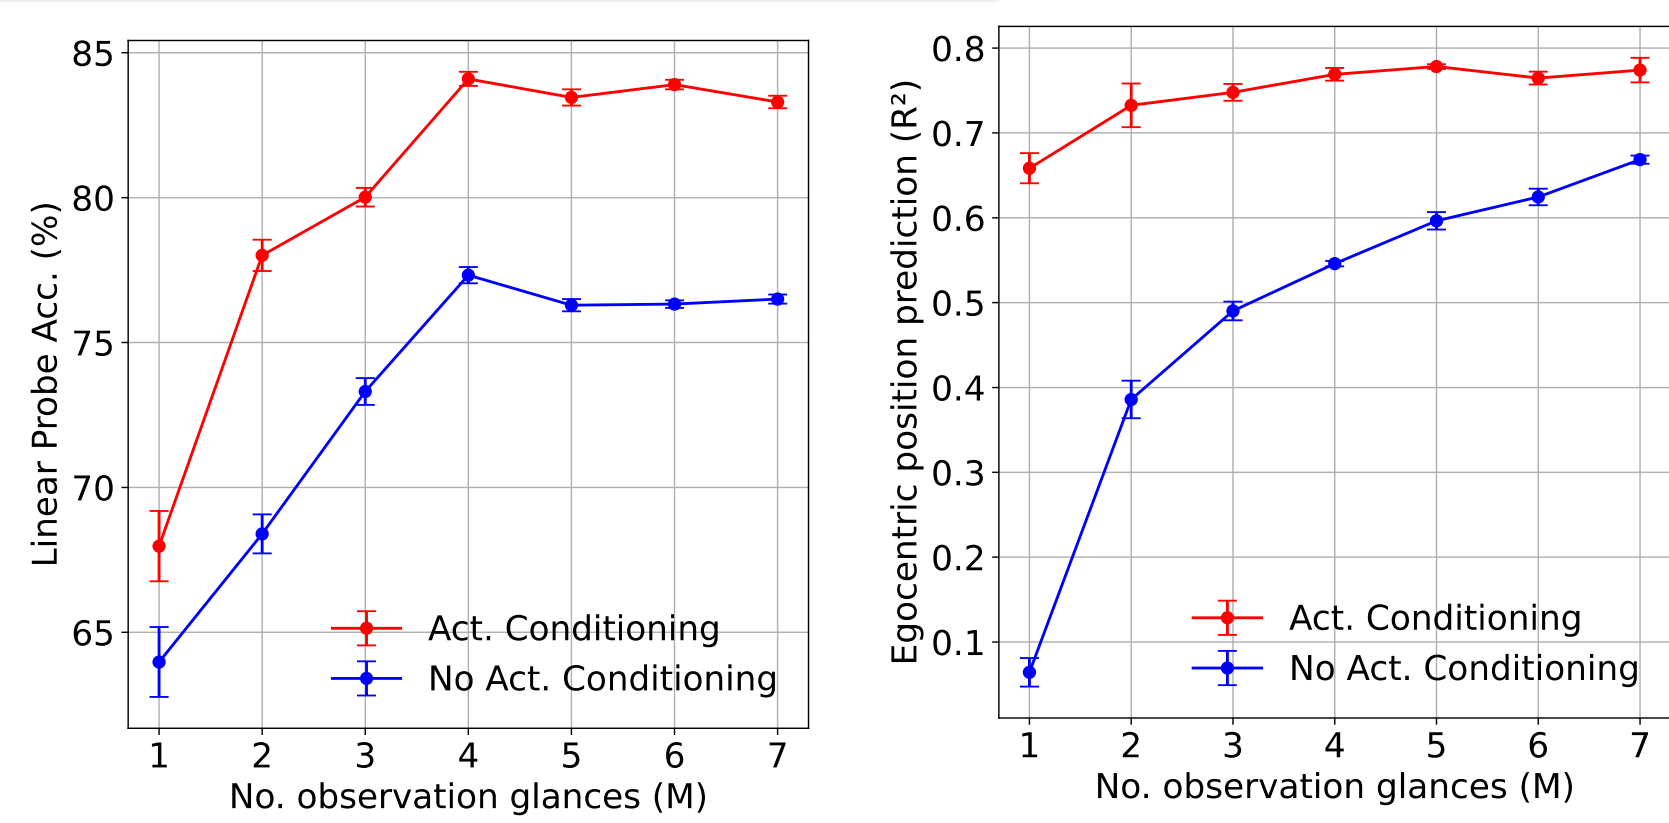 85
80
75
70
65
Linear Probe Acc. (%)
Act. Conditioning
No Act. Conditioning
1 2 3 4 5 6 7
No. observation glances (M)
0.8
0.7
0.6
0.5
0.4
0.3
0.2
0.1
Egocentric position prediction (R²)
Act. Conditioning
No Act. Conditioning
1 2 3 4 5 6 7
No. observation glances (M)